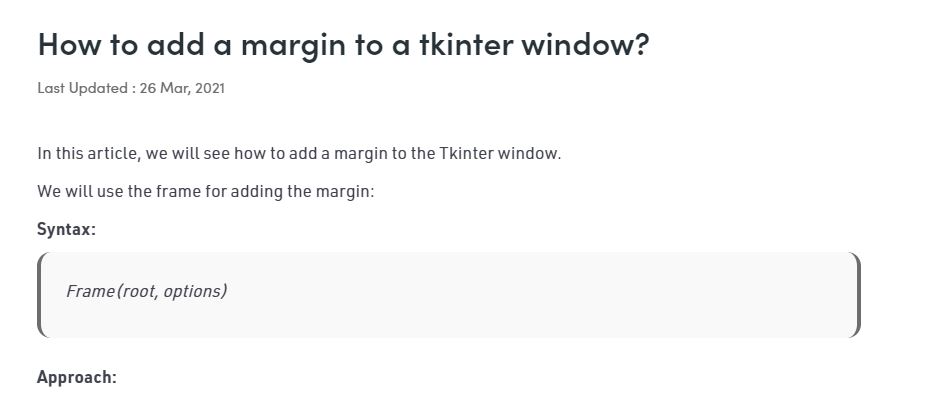 How to add a margin to a tkinter window?
Last Updated : 26 Mar, 2021
In this article, we will see how to add a margin to the Tkinter window.
We will use the frame for adding the margin:
Syntax:
Frame(root, options)
Approach: